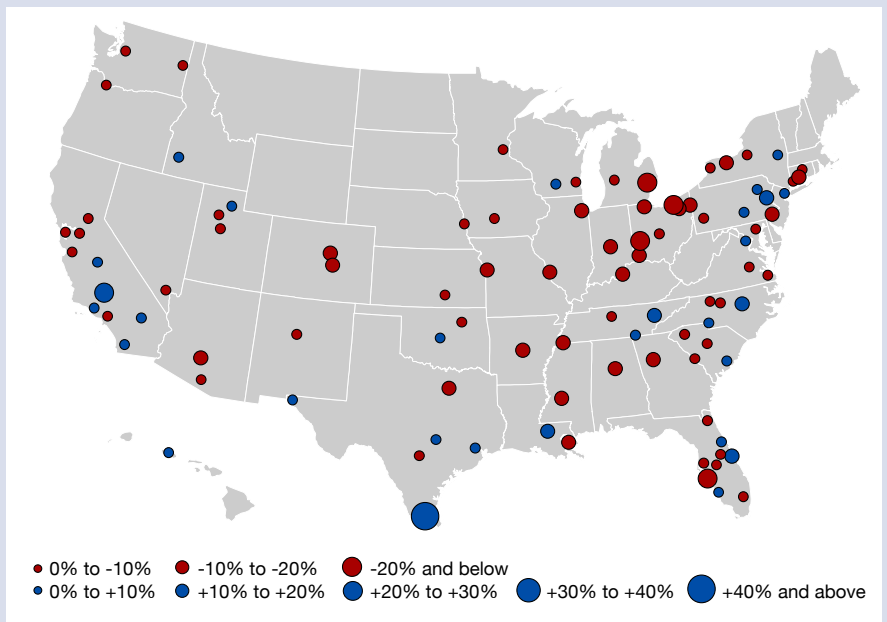 0% to -10% -10% to -20% -20% and below
0% to +10% +10% to +20% +20% to +30% +30% to +40% +40% and above